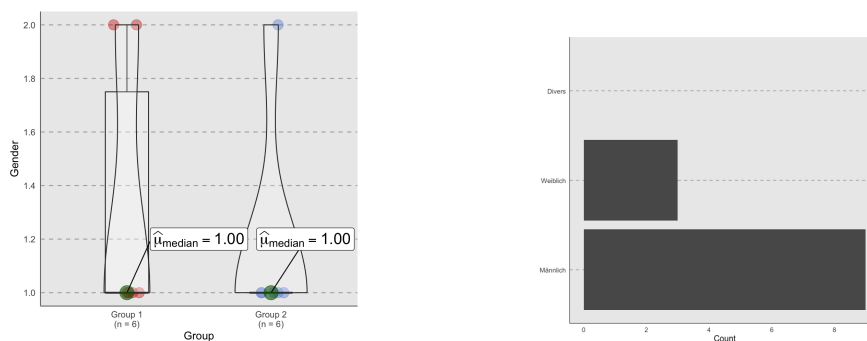 2.0
1.8
1.6
1.4
1.2
1.0
Gender
μ̂median = 1.00
μ̂median = 1.00
Group 1
(n = 6)
Group 2
(n = 6)
Group
Divers
Weiblich
Männlich
0 2 4 6 8
Count